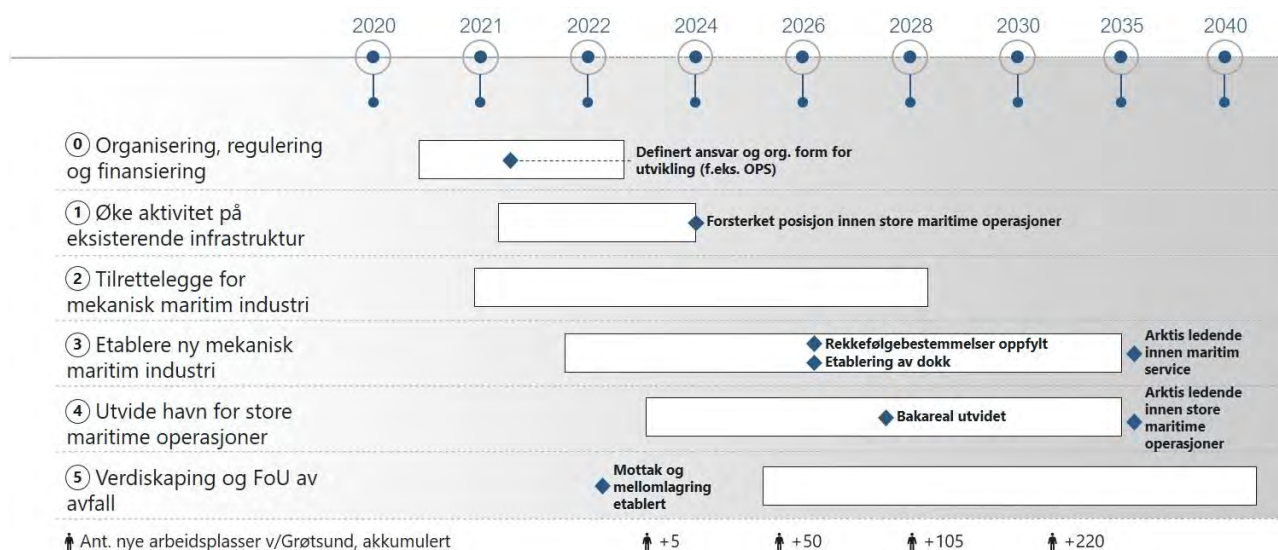 2020 2021 2022 2024 2026 2028 2030 2035 2040
0 Organisering, regulering
og finansiering
Definert ansvar og org. form for
utvikling (f.eks. OPS)
1 Øke aktivitet på
eksisterende infrastruktur
Forsterket posisjon innen store maritime operasjoner
2 Tilrettelegge for
mekanisk maritim industri
3 Etablere ny mekanisk
maritim industri
Rekkefølgebestemmelser oppfylt
Etablering av dokk
Arktis ledende
innen maritim
service
4 Utvide havn for store
maritime operasjoner
Bakareal utvidet
Arktis ledende
innen store
maritime
operasjoner
5 Verdiskaping og FoU av
avfall
Mottak og
mellomlagring
etablert
Ant. nye arbeidsplasser v/Grøtsund, akkumulert +5 +50 +105 +220